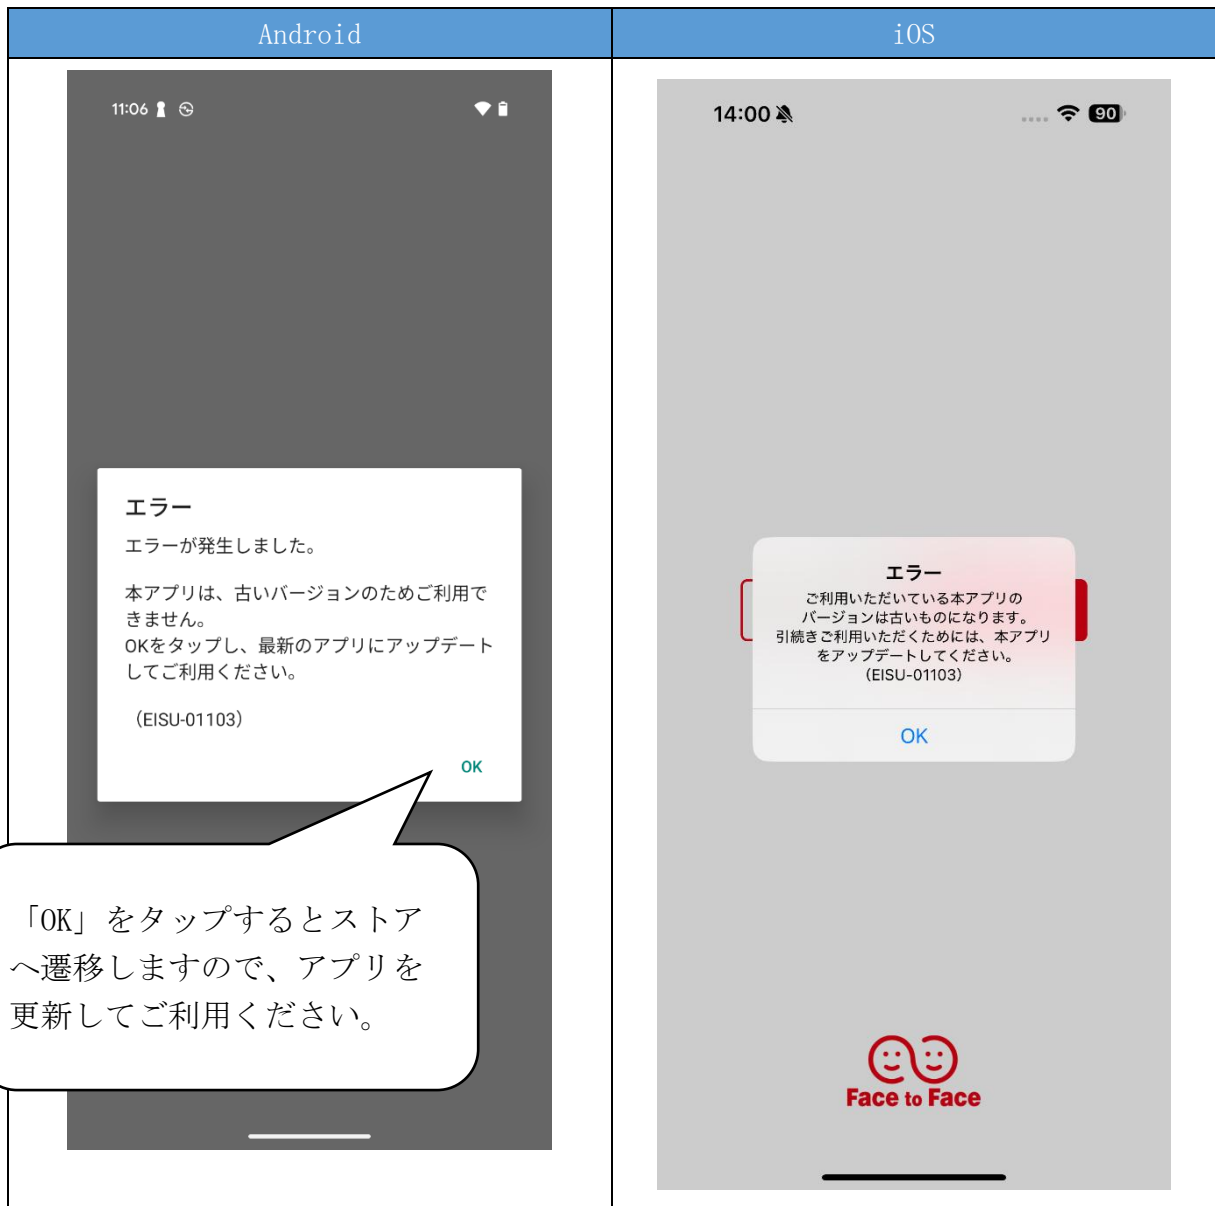 Android
iOS
11:06
エラー
エラーが発生しました。
本アプリは、古いバージョンのためご利用で
きません。
OKをタップし、最新のアプリにアップデート
してご利用ください。
（EISU-01103）
OK
「OK」をタップするとストア
へ遷移しますので、アプリを
更新してご利用ください。
14:00
90
エラー
ご利用いただいている本アプリの
バージョンは古いものになります。
引続きご利用いただくためには、本アプリ
をアップデートしてください。
（EISU-01103）
OK
Face to Face